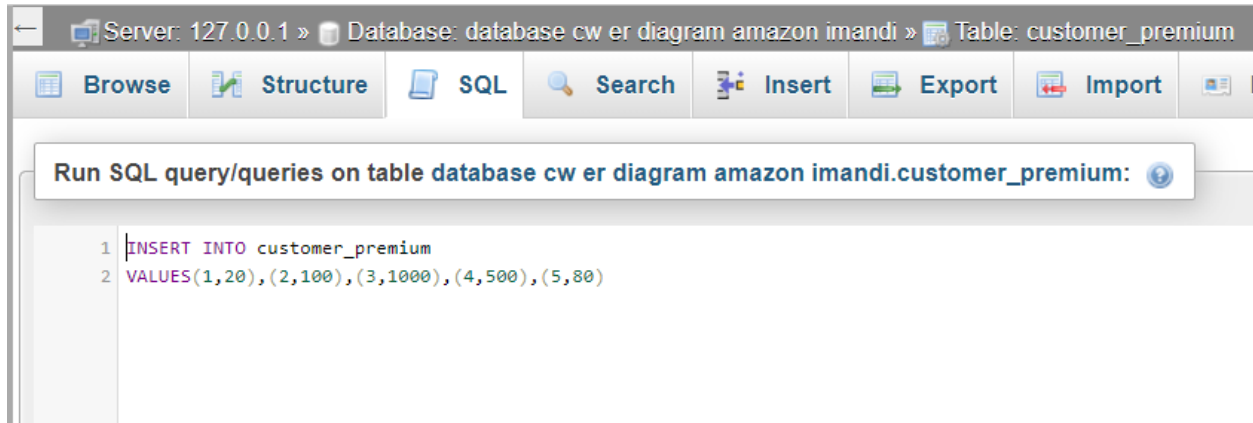 ← Server: 127.0.0.1 » Database: database cw er diagram amazon imandi » Table: customer_premium
Browse Structure SQL Search Insert Export Import
Run SQL query/queries on table database cw er diagram amazon imandi.customer_premium:
1 INSERT INTO customer_premium
2 VALUES(1,20),(2,100),(3,1000),(4,500),(5,80)